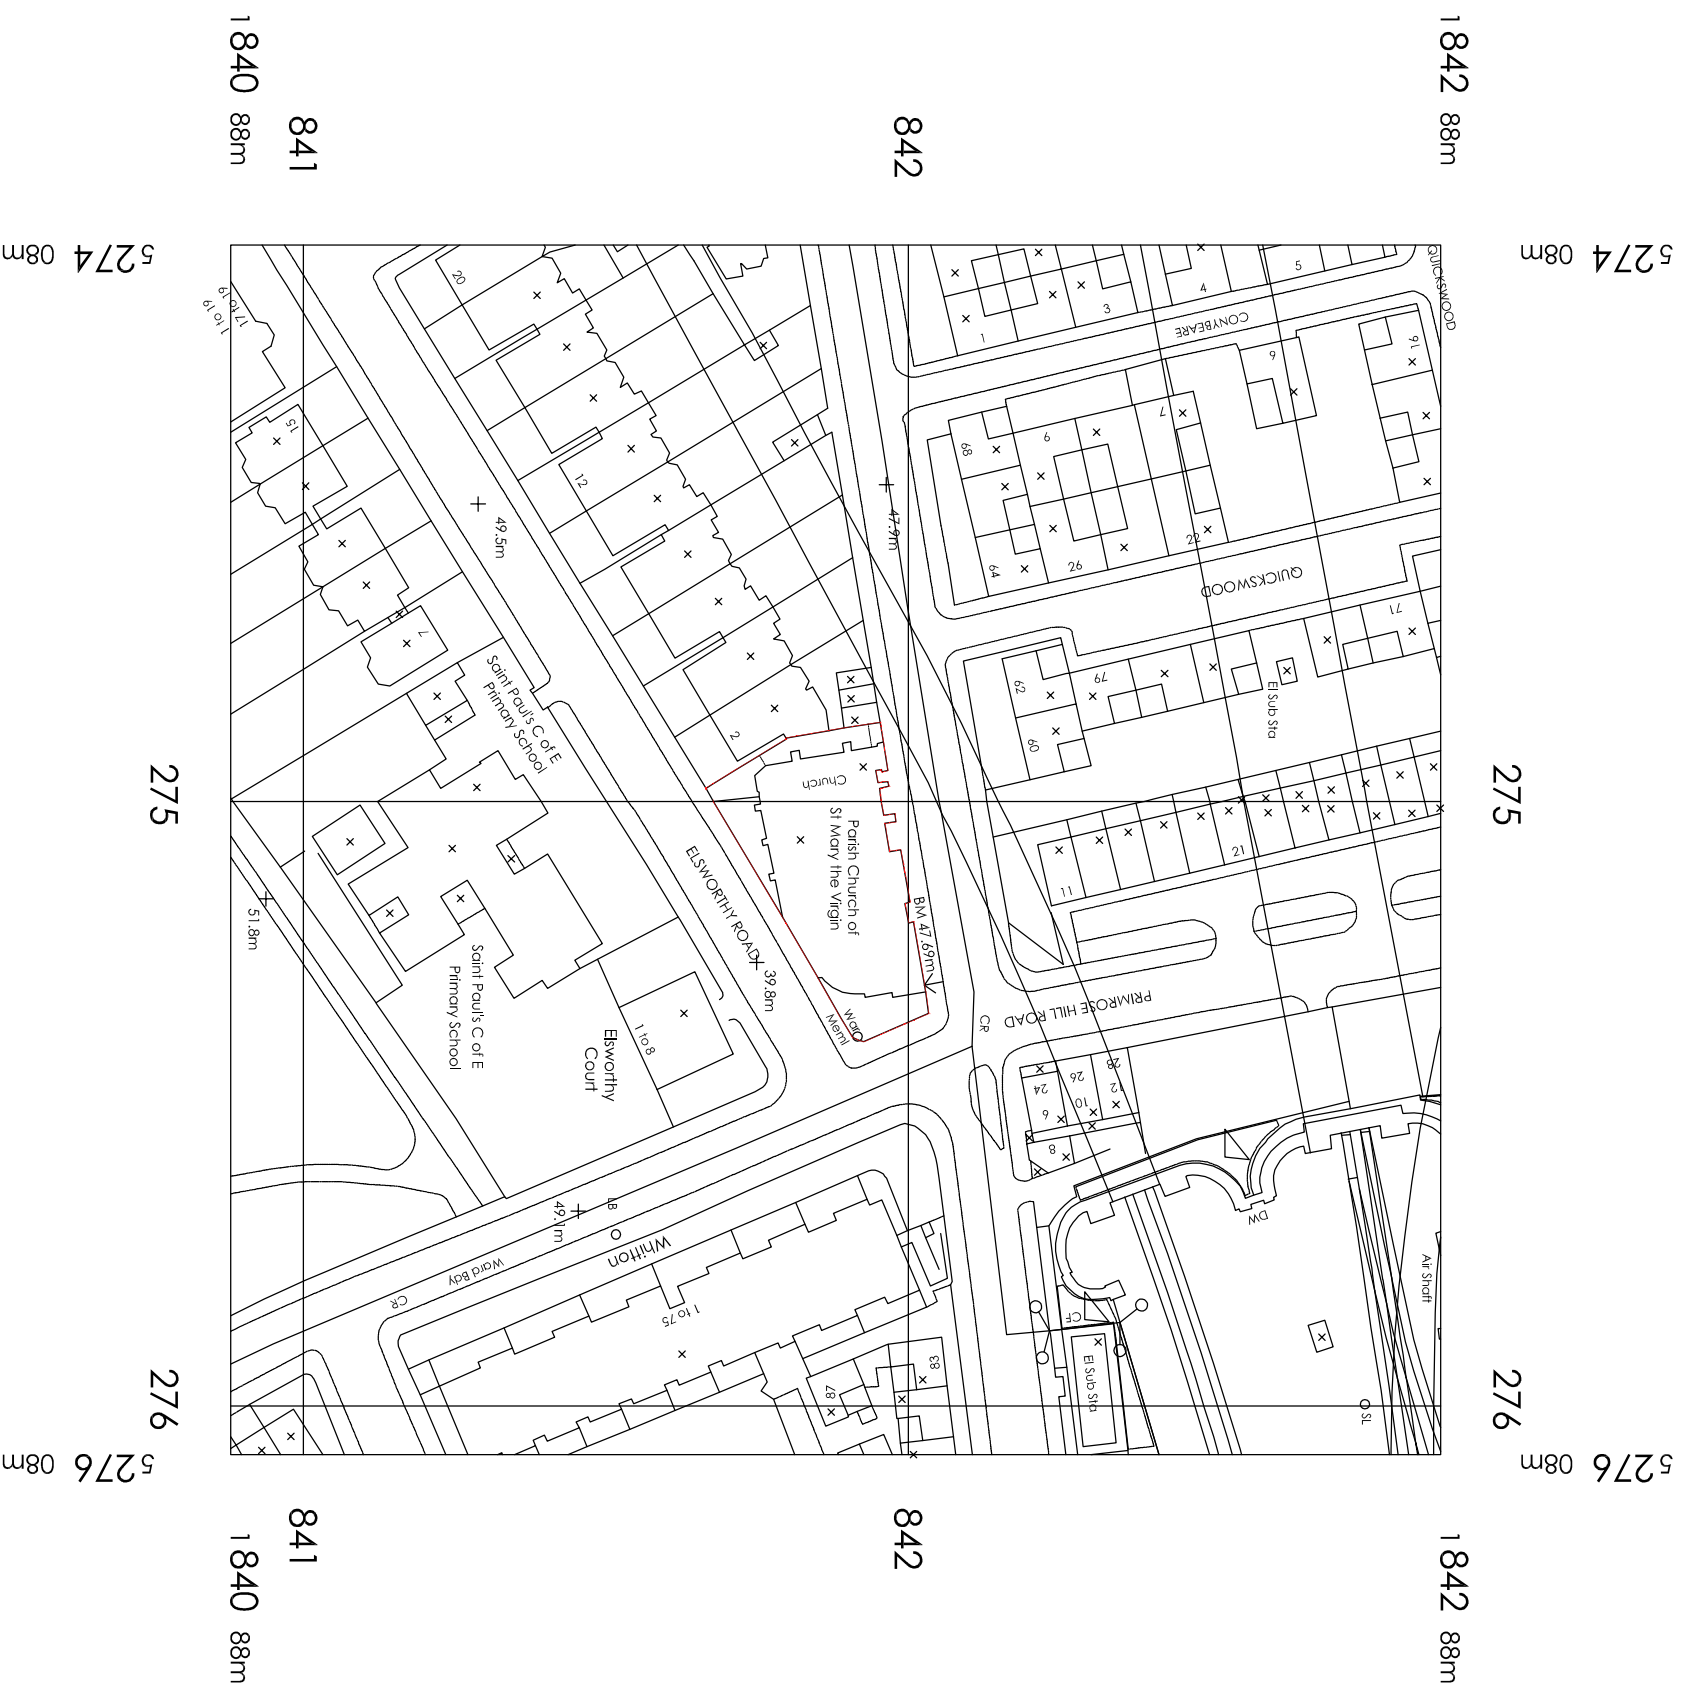 1840 88m
841
842
1842 88m
5274 08m
5274 08m
QUICKSWOOD
17 to 19
1 to 19
20
5
4
3
1
CONYBEARE
9
16
15
12
68
6
7
49.5m
47.9m
22
26
64
QUICKSWOOD
71
7
Saint Paul's C of E
Primary School
62
79
60
El Sub Sta
2
Church
275
275
Parish Church of
St Mary the Virgin
21
11
ELSWORTHY ROAD
BM 47.69m
51.8m
39.8m
Saint Paul's C of E
Primary School
PRIMROSE HILL ROAD
CR
War
Meml
1 to 8
Elsworthy
Court
24
26
28
6
10
12
8
LB
49.1m
DW
Whitton
Ward Bdy
CR
Air Shaft
1 to 75
CF
El Sub Sta
83
87
SL
276
276
5276 08m
5276 08m
841
842
1840 88m
1842 88m